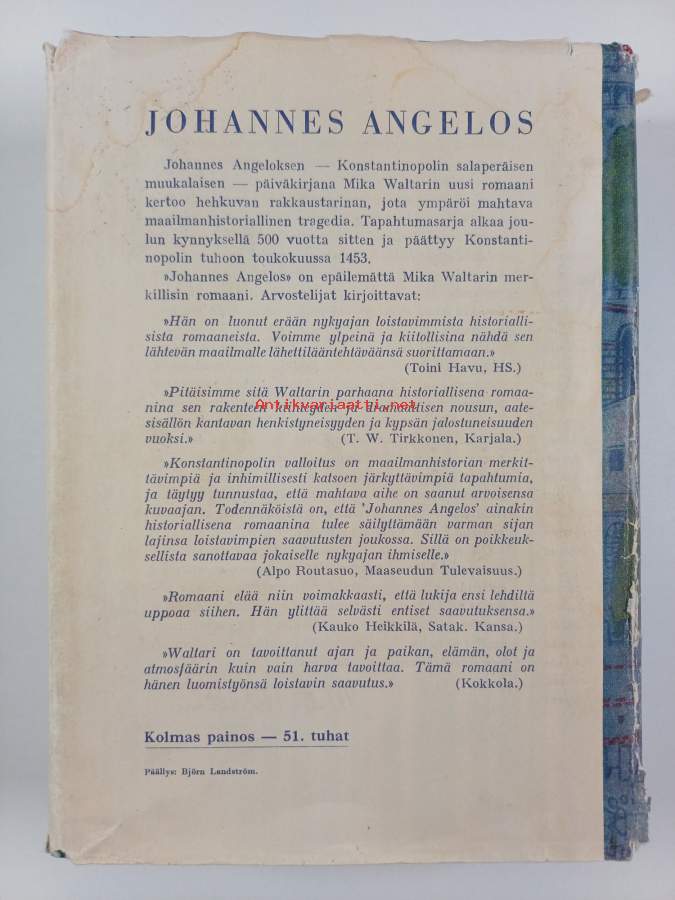 JOHANNES ANGELOS
Johannes Angeloksen — Konstantinopolin salaperäisen
muukalaisen — päiväkirjana Mika Waltarin uusi romaani
kertoo hehkuvan rakkaustarinan, jota ympäröi mahtava
maailmanhistoriallinen tragedia. Tapahtumasarja alkaa jou-
lun kynnyksellä 500 vuotta sitten ja päättyy Konstanti-
nopolin tuhoon toukokuussa 1453.
»Johannes Angelos» on epäilemättä Mika Waltarin mer-
killisin romaani. Arvostelijat kirjoittavat:
»Hän on luonut erään nykyajan loistavimmista historialli-
sista romaaneista. Voimme ylpeinä ja kiitollisina nähdä sen
lähtevän maailmalle lähettilääntehtäväänsä suorittamaan.»
(Toini Havu, HS.)
»Pitäisimme sitä Waltarin parhaana historiallisena romaa-
Antikvariaatti.net
nina sen rakenteen kiinteyden ja dramaattisen nousun, aate-
sisällön kantavan henkistyneisyyden ja kypsän jalostuneisuuden
vuoksi.» (T. W. Tirkkonen, Karjala.)
»Konstantinopolin valloitus on maailmanhistorian merkit-
tävimpiä ja inhimillisesti katsoen järkyttävimpiä tapahtumia,
ja täytyy tunnustaa, että mahtava aihe on saanut arvoisensa
kuvaajan. Todennäköistä on, että 'Johannes Angelos' ainakin
historiallisena romaanina tulee säilyttämään varman sijan
lajinsa loistavimpien saavutusten joukossa. Sillä on poikkeuk-
sellista sanottavaa jokaiselle nykyajan ihmiselle.»
(Alpo Routasuo, Maaseudun Tulevaisuus.)
»Romaani elää niin voimakkaasti, että lukija ensi lehdiltä
uppoaa siihen. Hän ylittää selvästi entiset saavutuksensa.»
(Kauko Heikkilä, Satak. Kansa.)
»Waltari on tavoittanut ajan ja paikan, elämän, olot ja
atmosfäärin kuin vain harva tavoittaa. Tämä romaani on
hänen luomistyönsä loistavin saavutus.» (Kokkola.)
Kolmas painos — 51. tuhat
Päällys: Björn Landström.